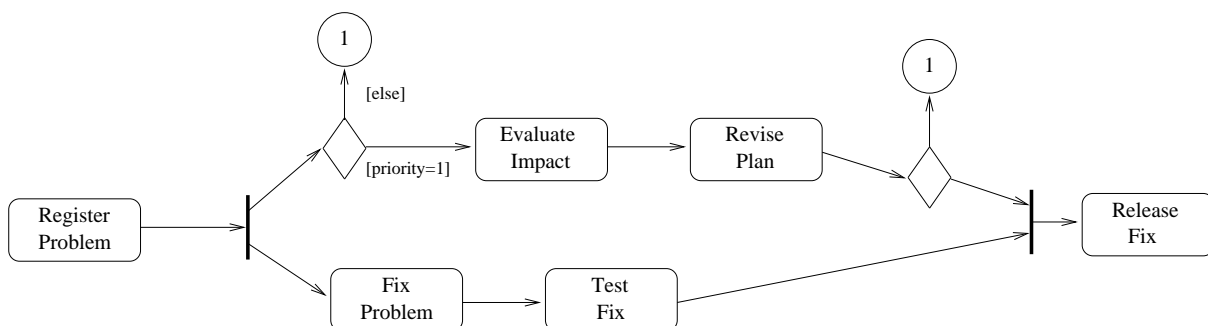 1
[else]
[priority=1]
Evaluate
Impact
Revise
Plan
1
Register
Problem
Fix
Problem
Test
Fix
Release
Fix